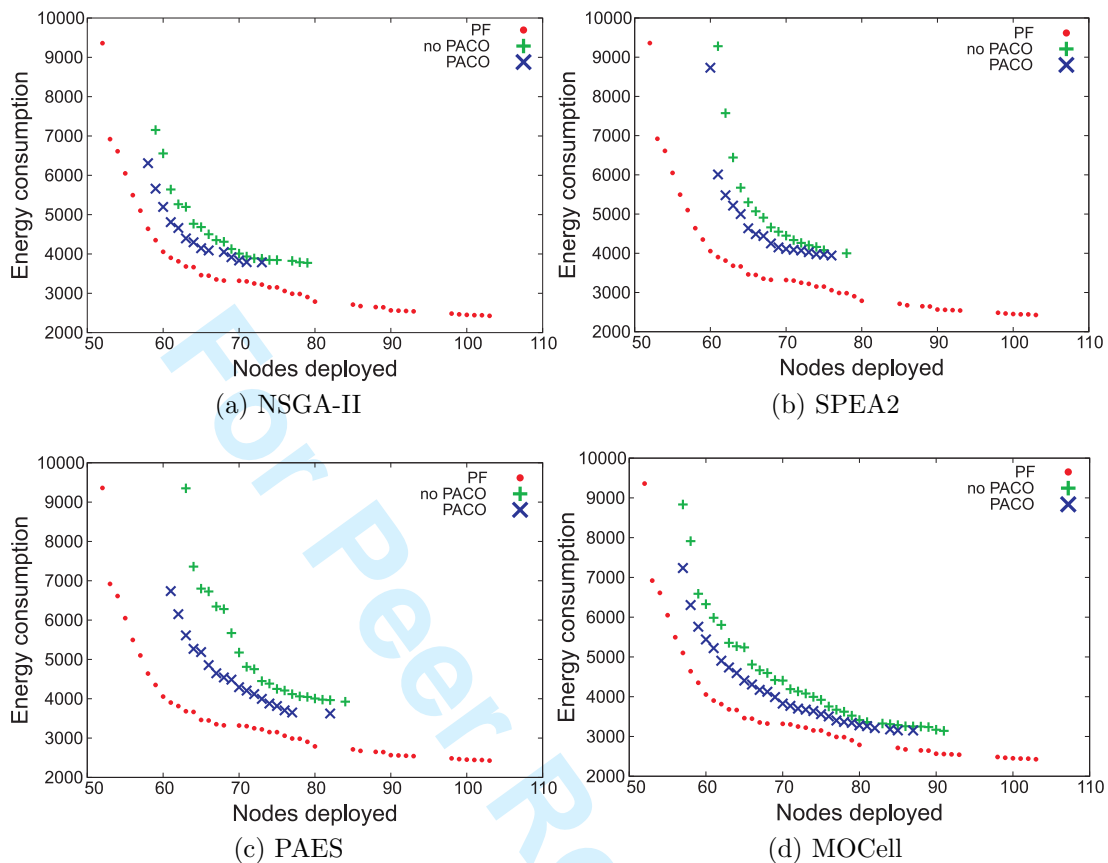 10000
9000
8000
7000
6000
5000
4000
3000
2000
50
60
70
80
90
100
110
Energy consumption
Nodes deployed
PF
no PACO
PACO
(a) NSGA-II
10000
9000
8000
7000
6000
5000
4000
3000
2000
50
60
70
80
90
100
110
Energy consumption
Nodes deployed
PF
no PACO
PACO
(b) SPEA2
10000
9000
8000
7000
6000
5000
4000
3000
2000
50
60
70
80
90
100
110
Energy consumption
Nodes deployed
PF
no PACO
PACO
(c) PAES
10000
9000
8000
7000
6000
5000
4000
3000
2000
50
60
70
80
90
100
110
Energy consumption
Nodes deployed
PF
no PACO
PACO
(d) MOCell
For Peer Re